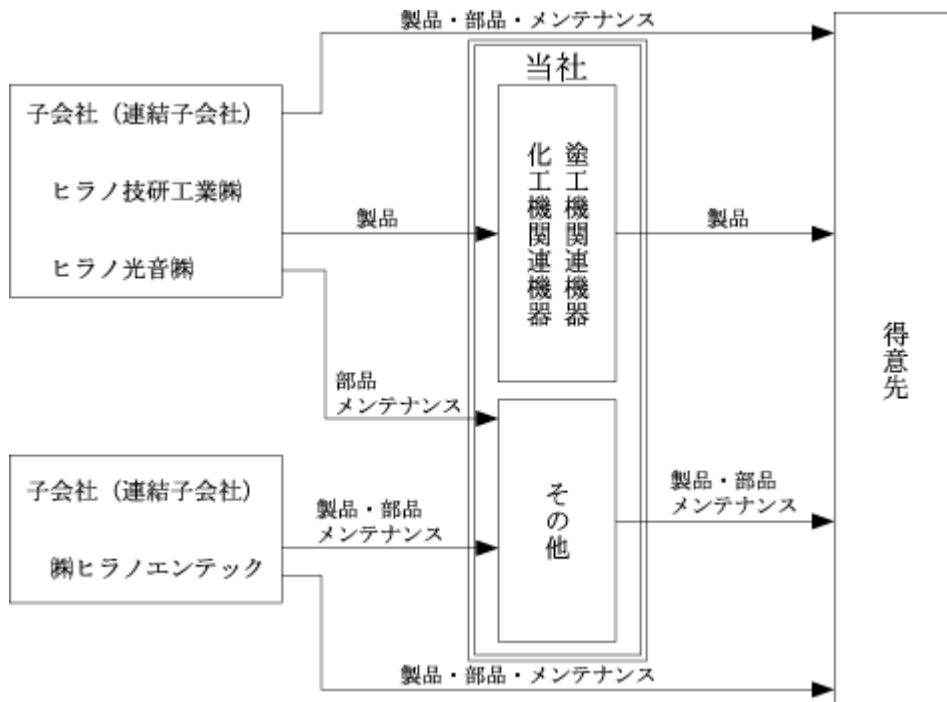 製品・部品・メンテナンス
当社
子会社（連結子会社）
ヒラノ技研工業㈱
ヒラノ光音㈱
製品
塗工機関連機器
化工機関連機器
製品
得意先
部品
メンテナンス
子会社（連結子会社）
㈱ヒラノエンテック
製品・部品
メンテナンス
その他
製品・部品
メンテナンス
製品・部品・メンテナンス